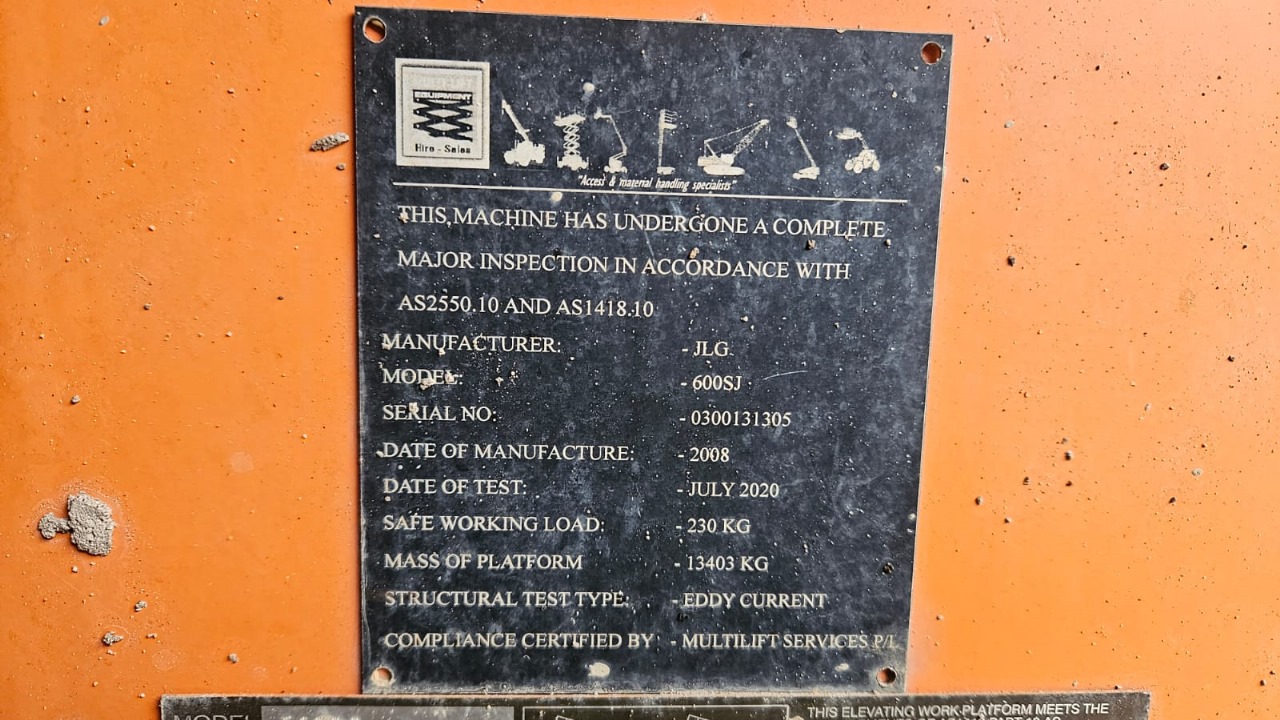 EQUIPMENT
Hire - Sales
"Access & material handling specialists"
THIS MACHINE HAS UNDERGONE A COMPLETE
MAJOR INSPECTION IN ACCORDANCE WITH
AS2550.10 AND AS1418.10
MANUFACTURER: - JLG
MODEL: - 600SJ
SERIAL NO: - 0300131305
DATE OF MANUFACTURE: - 2008
DATE OF TEST: - JULY 2020
SAFE WORKING LOAD: - 230 KG
MASS OF PLATFORM - 13403 KG
STRUCTURAL TEST TYPE: - EDDY CURRENT
COMPLIANCE CERTIFIED BY - MULTILIFT SERVICES P/L
MODEL
THIS ELEVATING WORK PLATFORM MEETS THE